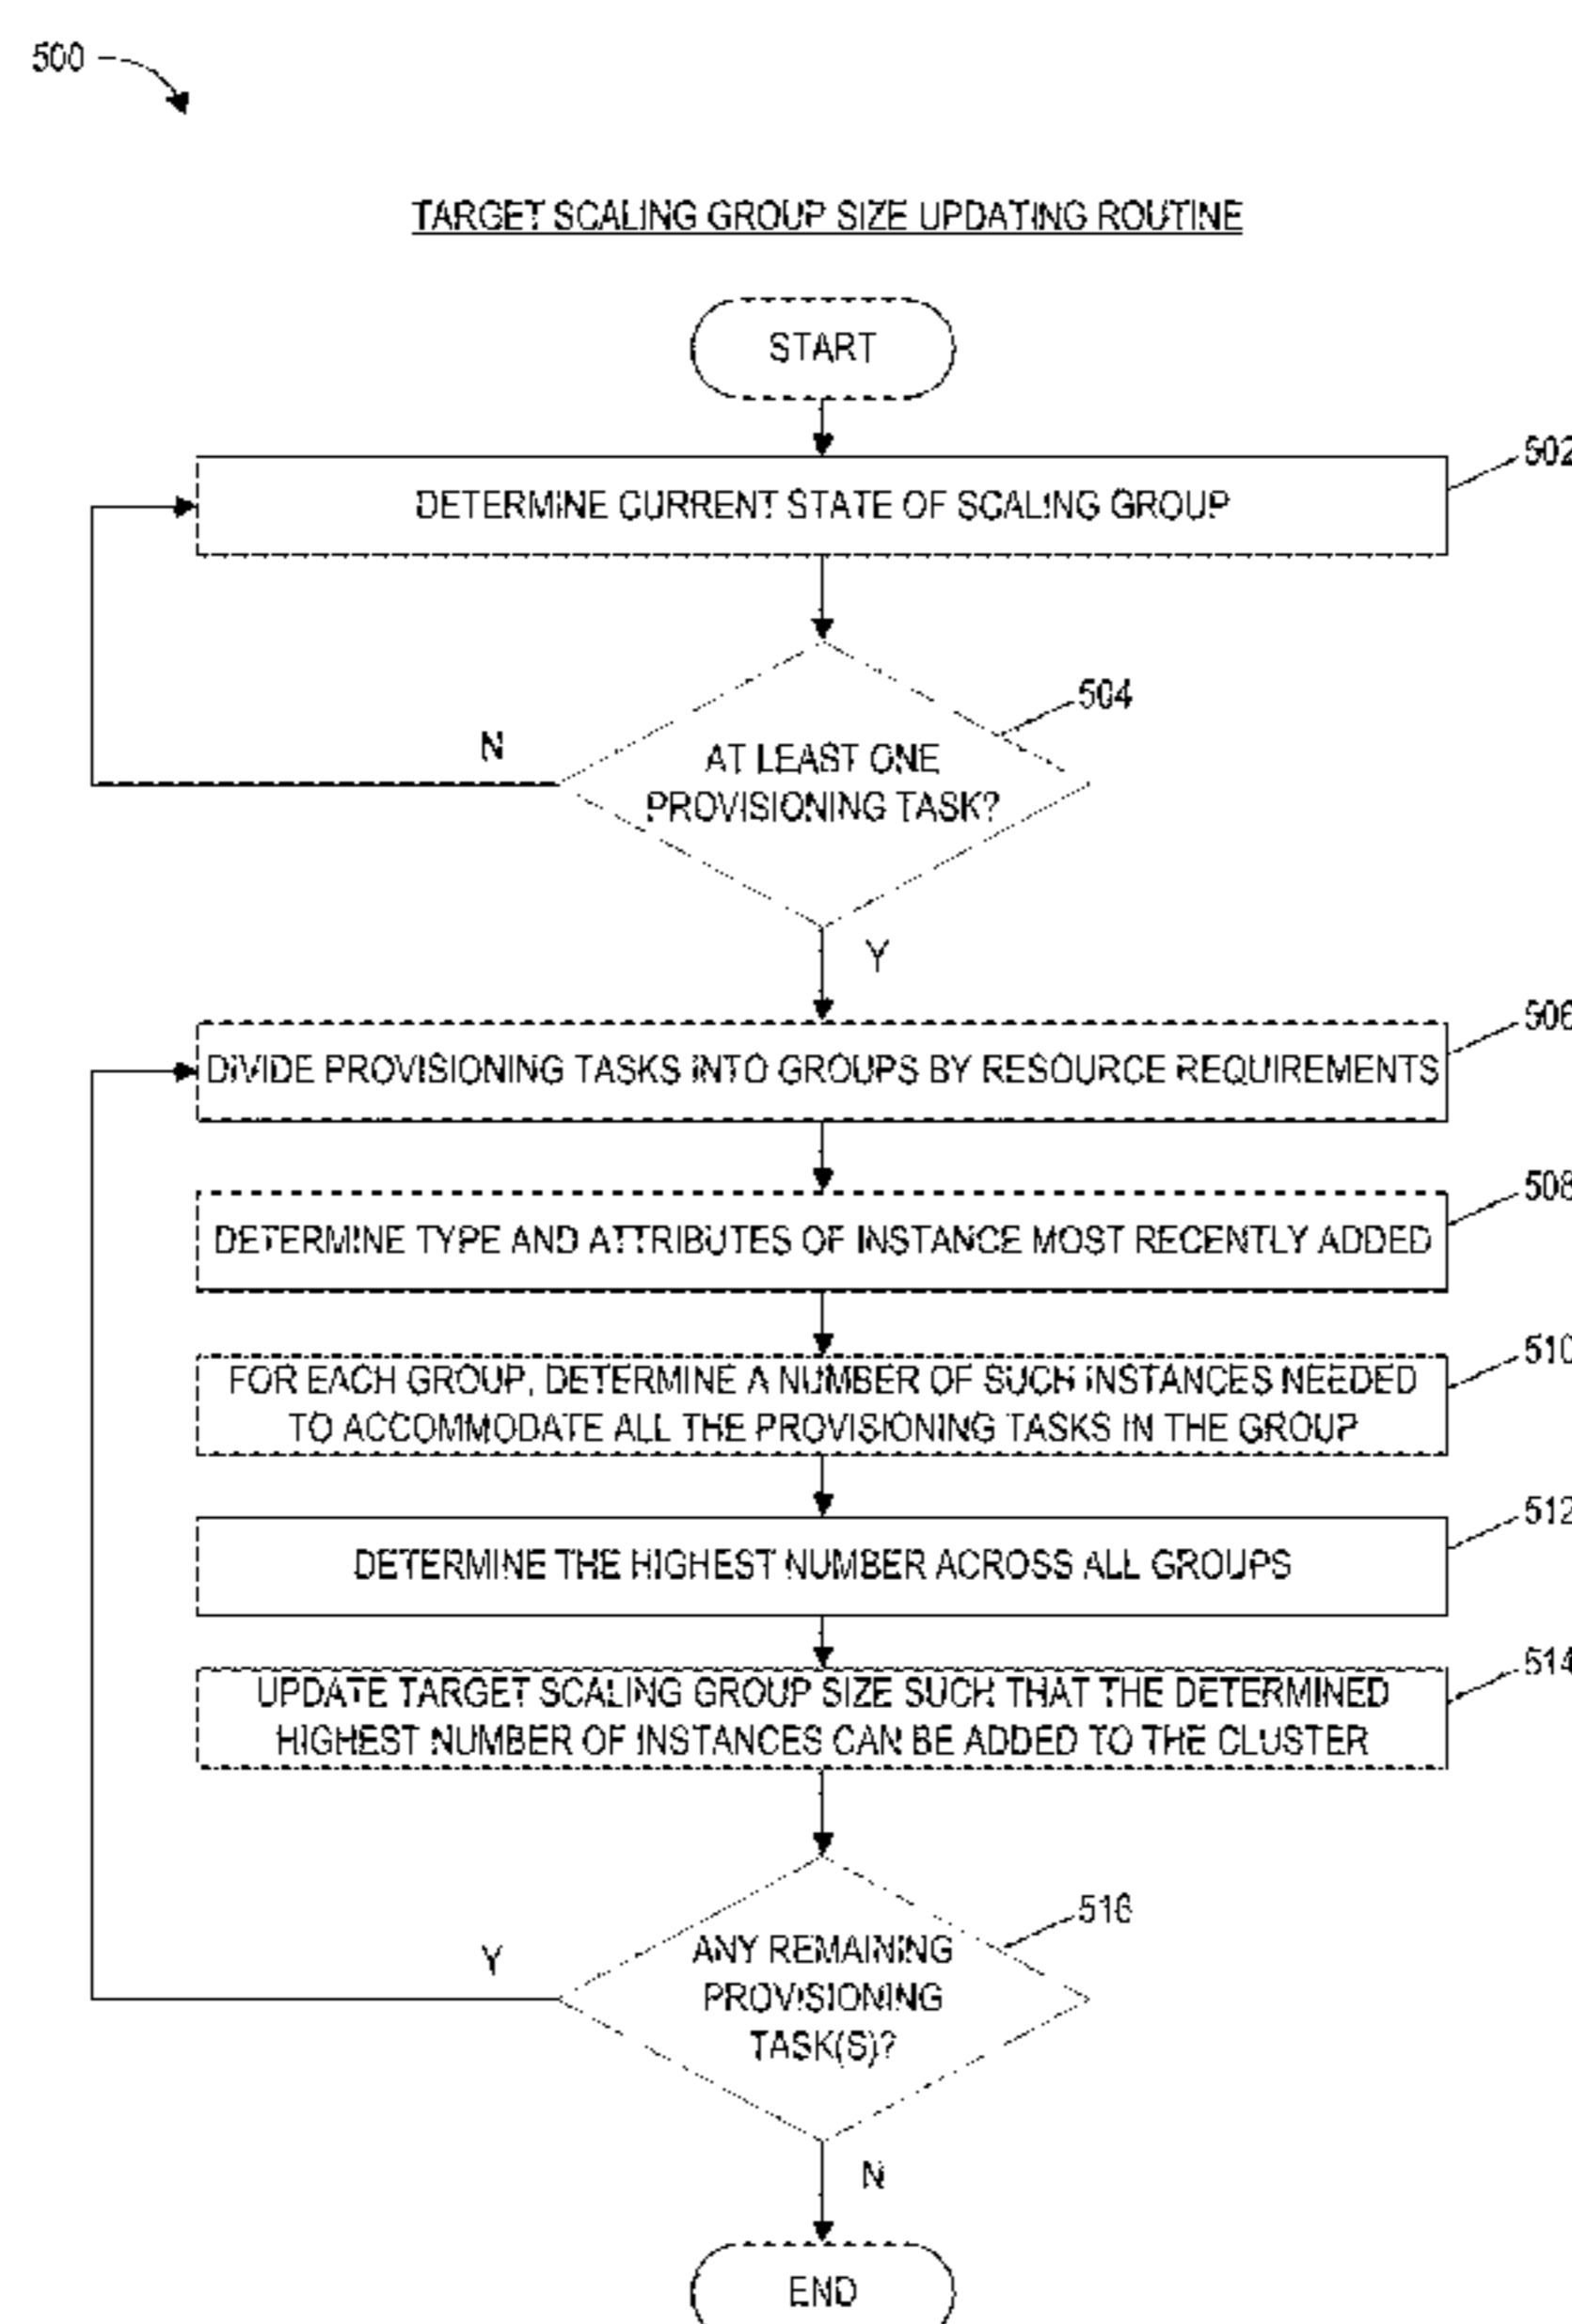 500
TARGET SCALING GROUP SIZE UPDATING ROUTINE
START
502
DETERMINE CURRENT STATE OF SCALING GROUP
504
N
AT LEAST ONE
PROVISIONING TASK?
Y
506
DIVIDE PROVISIONING TASKS INTO GROUPS BY RESOURCE REQUIREMENTS
508
DETERMINE TYPE AND ATTRIBUTES OF INSTANCE MOST RECENTLY ADDED
510
FOR EACH GROUP, DETERMINE A NUMBER OF SUCH INSTANCES NEEDED
TO ACCOMMODATE ALL THE PROVISIONING TASKS IN THE GROUP
512
DETERMINE THE HIGHEST NUMBER ACROSS ALL GROUPS
514
UPDATE TARGET SCALING GROUP SIZE SUCH THAT THE DETERMINED
HIGHEST NUMBER OF INSTANCES CAN BE ADDED TO THE CLUSTER
516
Y
ANY REMAINING
PROVISIONING
TASK(S)?
N
END